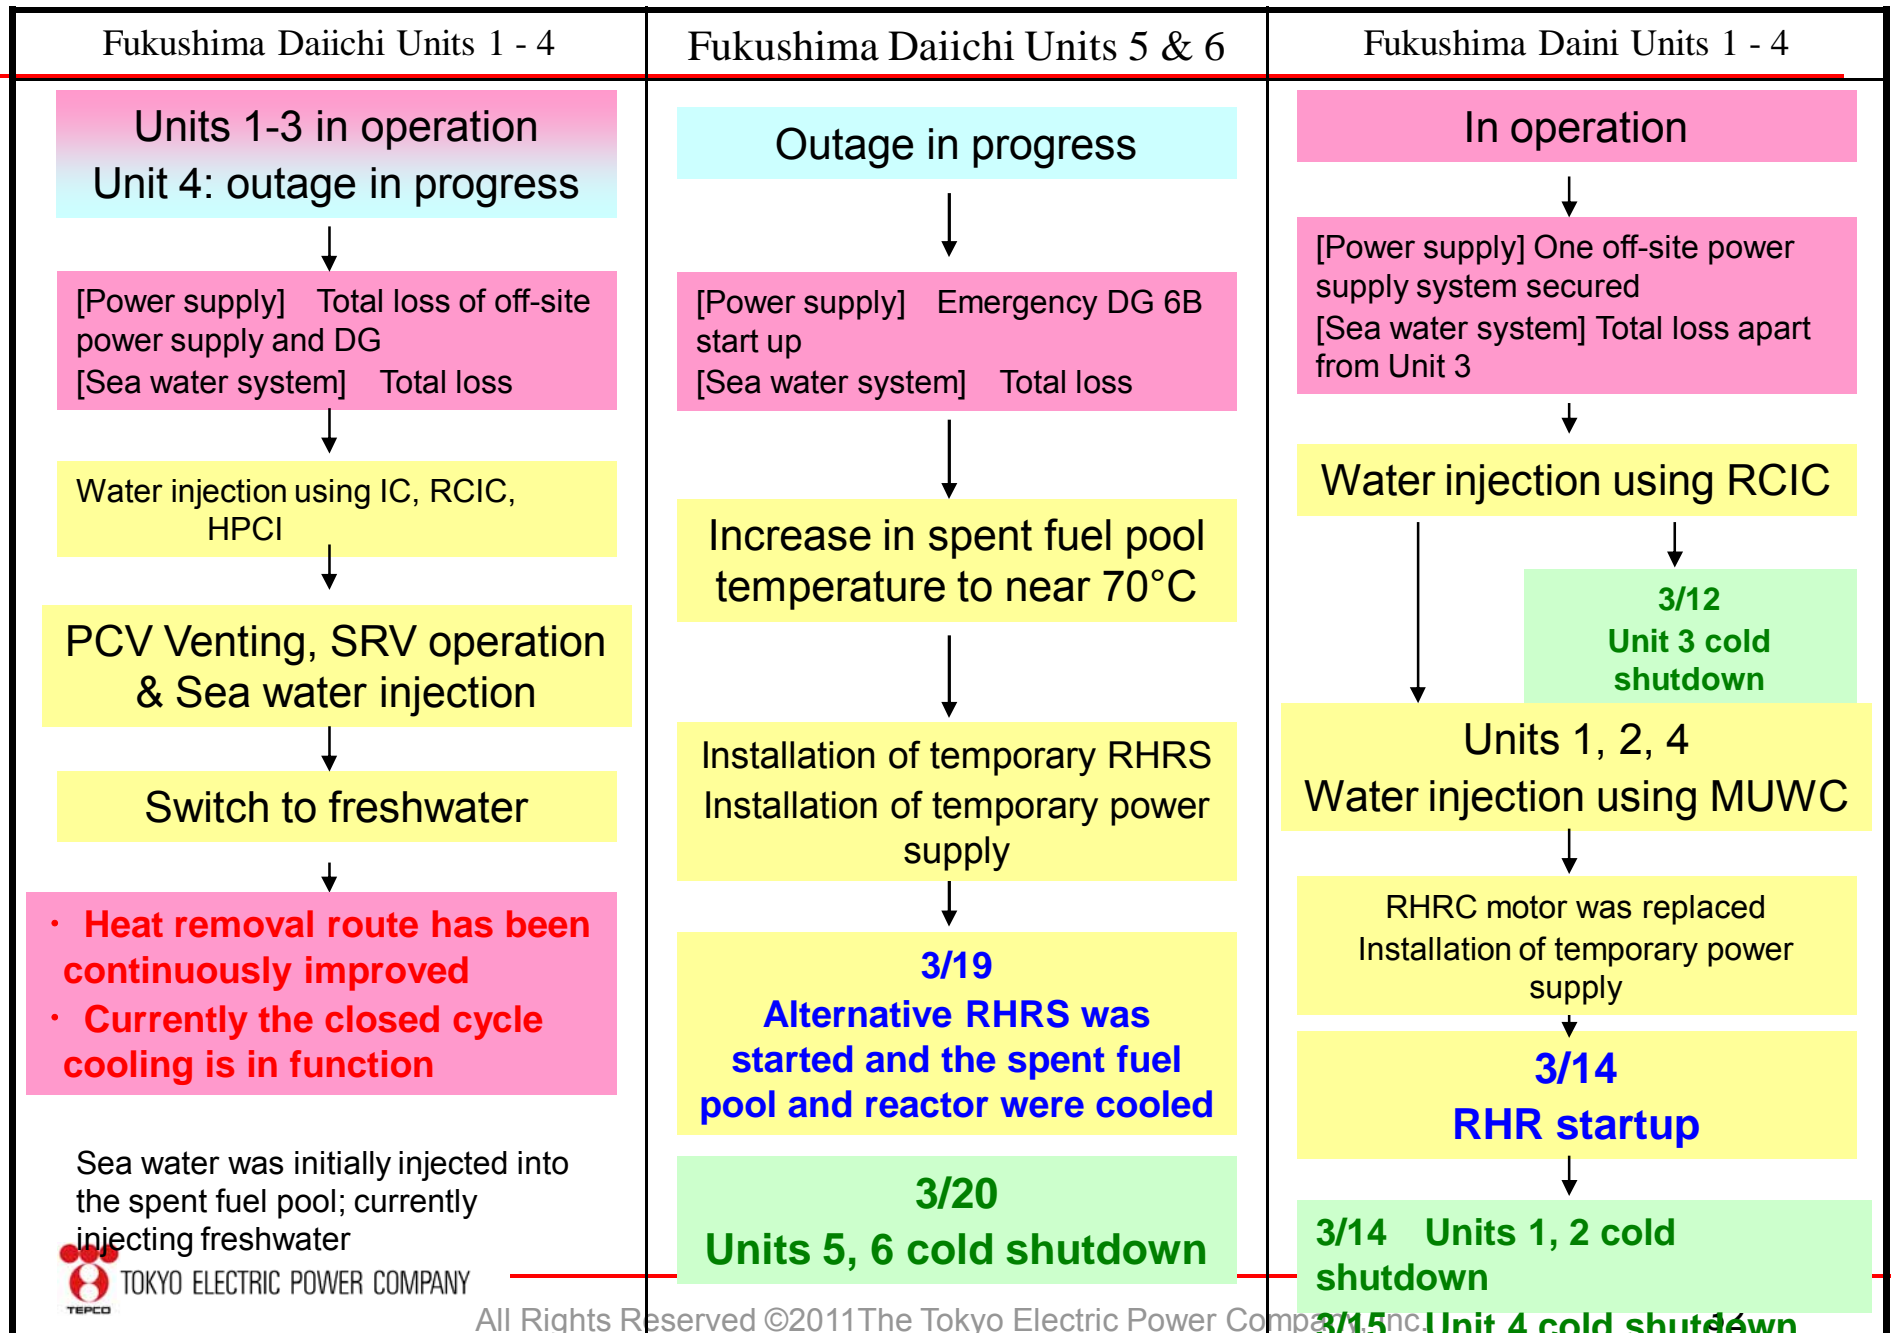 Fukushima Daiichi Units 1 - 4
Units 1-3 in operation
Unit 4: outage in progress
[Power supply] Total loss of off-site
power supply and DG
[Sea water system] Total loss
Water injection using IC, RCIC,
HPCI
PCV Venting, SRV operation
& Sea water injection
Switch to freshwater
・ Heat removal route has been
continuously improved
・ Currently the closed cycle
cooling is in function
Sea water was initially injected into
the spent fuel pool; currently
injecting freshwater
Fukushima Daiichi Units 5 & 6
Outage in progress
[Power supply] Emergency DG 6B
start up
[Sea water system] Total loss
Increase in spent fuel pool
temperature to near 70°C
Installation of temporary RHRS
Installation of temporary power
supply
3/19
Alternative RHRS was
started and the spent fuel
pool and reactor were cooled
3/20
Units 5, 6 cold shutdown
Fukushima Daini Units 1 - 4
In operation
[Power supply] One off-site power
supply system secured
[Sea water system] Total loss apart
from Unit 3
Water injection using RCIC
3/12
Unit 3 cold
shutdown
Units 1, 2, 4
Water injection using MUWC
RHRC motor was replaced
Installation of temporary power
supply
3/14
RHR startup
3/14 Units 1, 2 cold
shutdown
3/15 Unit 4 cold shutdown
TEPCO
TOKYO ELECTRIC POWER COMPANY
All Rights Reserved ©2011The Tokyo Electric Power Company, Inc.